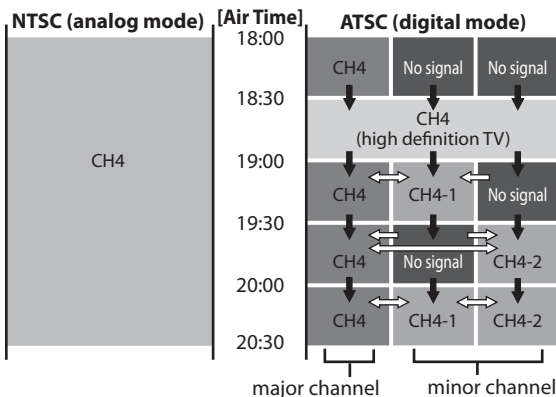 NTSC (analog mode) [Air Time] ATSC (digital mode)
18:00
CH4 No signal No signal
18:30
CH4
(high definition TV)
CH4
19:00
CH4 CH4-1 No signal
19:30
CH4 No signal CH4-2
20:00
CH4 CH4-1 CH4-2
20:30
major channel minor channel